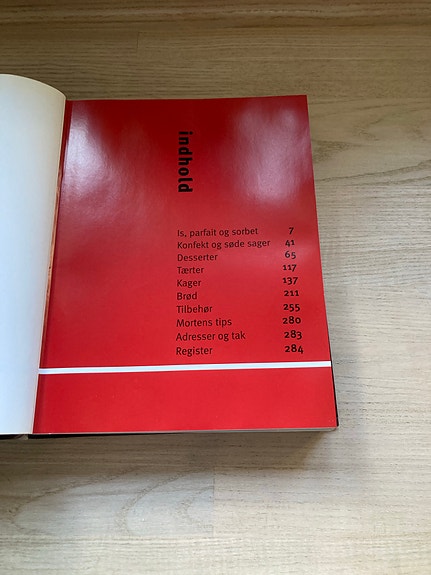 indhold
Is, parfait og sorbet 7
Konfekt og søde sager 41
Desserter 65
Tærter 117
Kager 137
Brød 211
Tilbehør 255
Mortens tips 280
Adresser og tak 283
Register 284